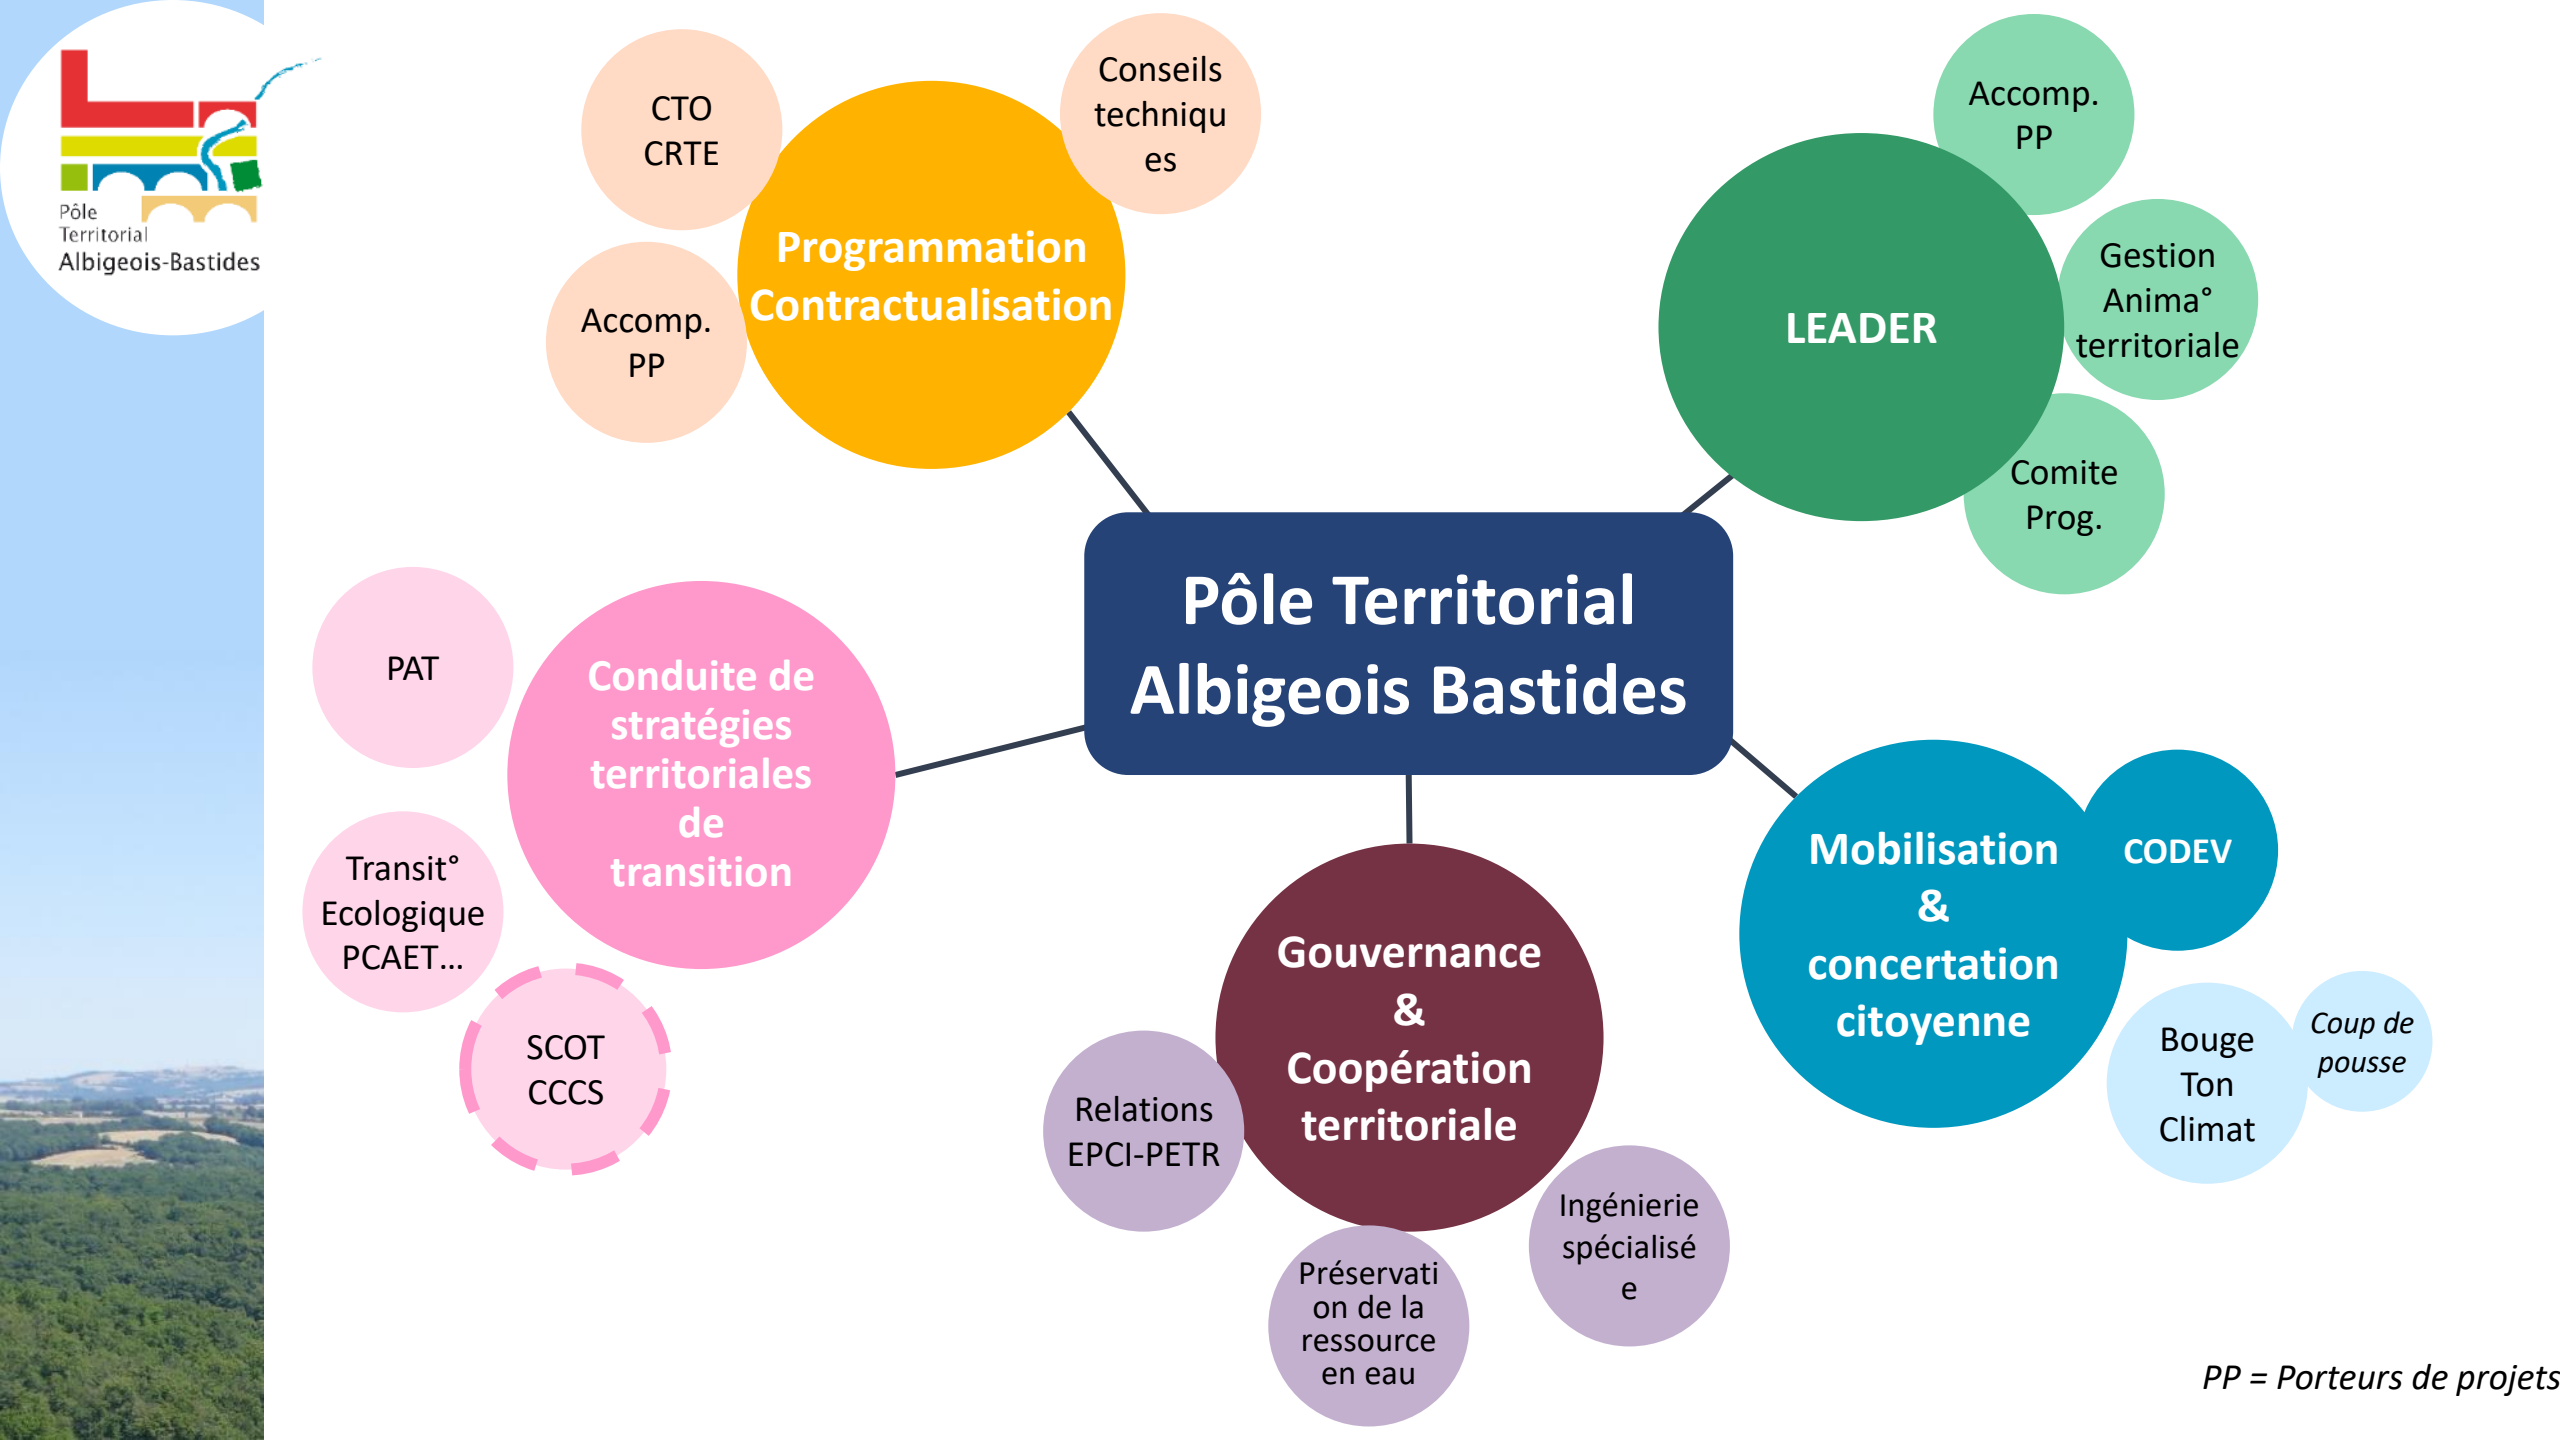 Pôle
Territorial
Albigeois-Bastides
CTO
CRTE
Conseils
techniqu
es
Accomp.
PP
Programmation
Contractualisation
Accomp.
PP
Gestion
Anima°
territoriale
Comite
Prog.
LEADER
Pôle Territorial
Albigeois Bastides
PAT
Transit°
Ecologique
PCAET...
SCOT
CCCS
Conduite de
stratégies
territoriales
de
transition
Gouvernance
&
Coopération
territoriale
Relations
EPCI-PETR
Préservati
on de la
ressource
en eau
Ingénierie
spécialisé
e
Mobilisation
&
concertation
citoyenne
CODEV
Bouge
Ton
Climat
Coup de
pousse
PP = Porteurs de projets